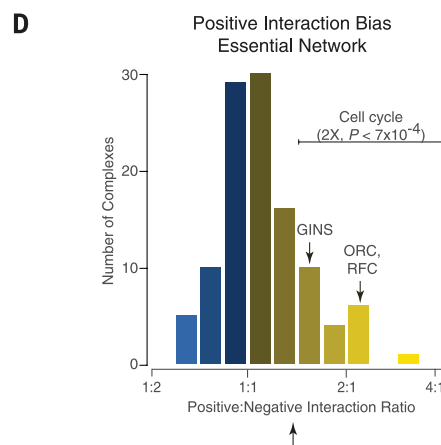 D
Positive Interaction Bias
Essential Network
30
Cell cycle
(2X, P < 7x10-4)
20
Number of Complexes
GINS
ORC,
RFC
10
0
1:2
1:1
2:1
4:1
Positive:Negative Interaction Ratio